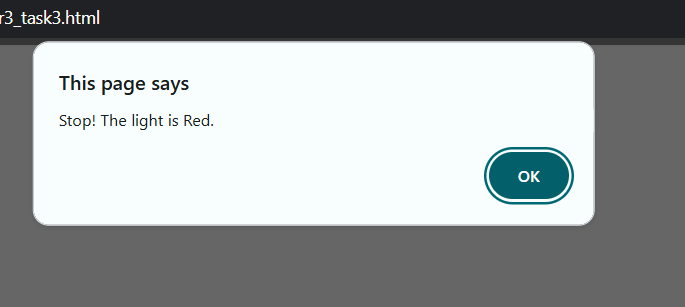 r3_task3.html
This page says
Stop! The light is Red.
OK